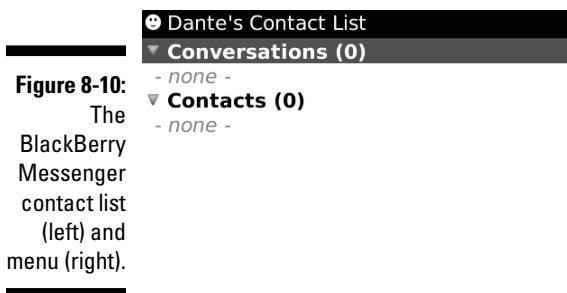 Figure 8-10:
The
BlackBerry
Messenger
contact list
(left) and
menu (right).
Dante's Contact List
Conversations (0)
- none -
Contacts (0)
- none -